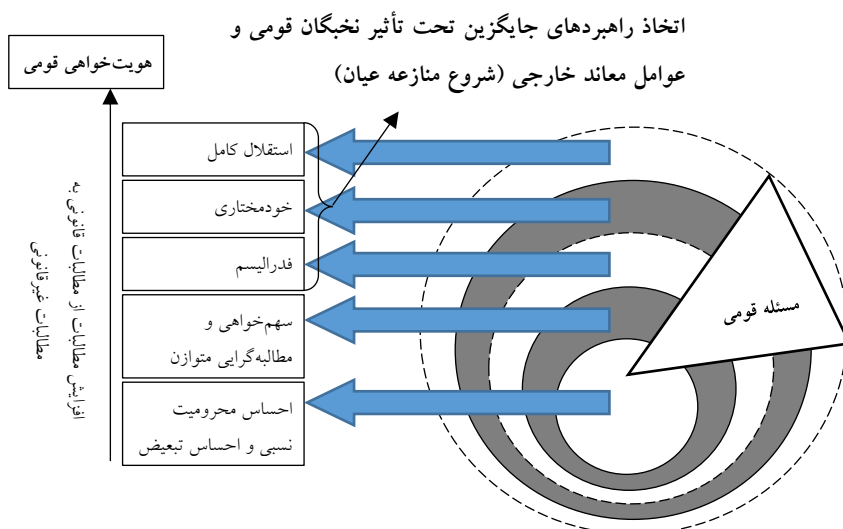 اتخاذ راهبردهای جایگزین تحت تأثیر نخبگان قومی و
عوامل معاند خارجی (شروع منازعه عیان)
هویت‌خواهی قومی
استقلال کامل
خودمختاری
فدرالیسم
سهم‌خواهی و
مطالبه‌گرایی متوازن
احساس محرومیت
نسبی و احساس تبعیض
افزایش مطالبات از مطالبات قانونی به
مطالبات غیرقانونی
مسئله قومی